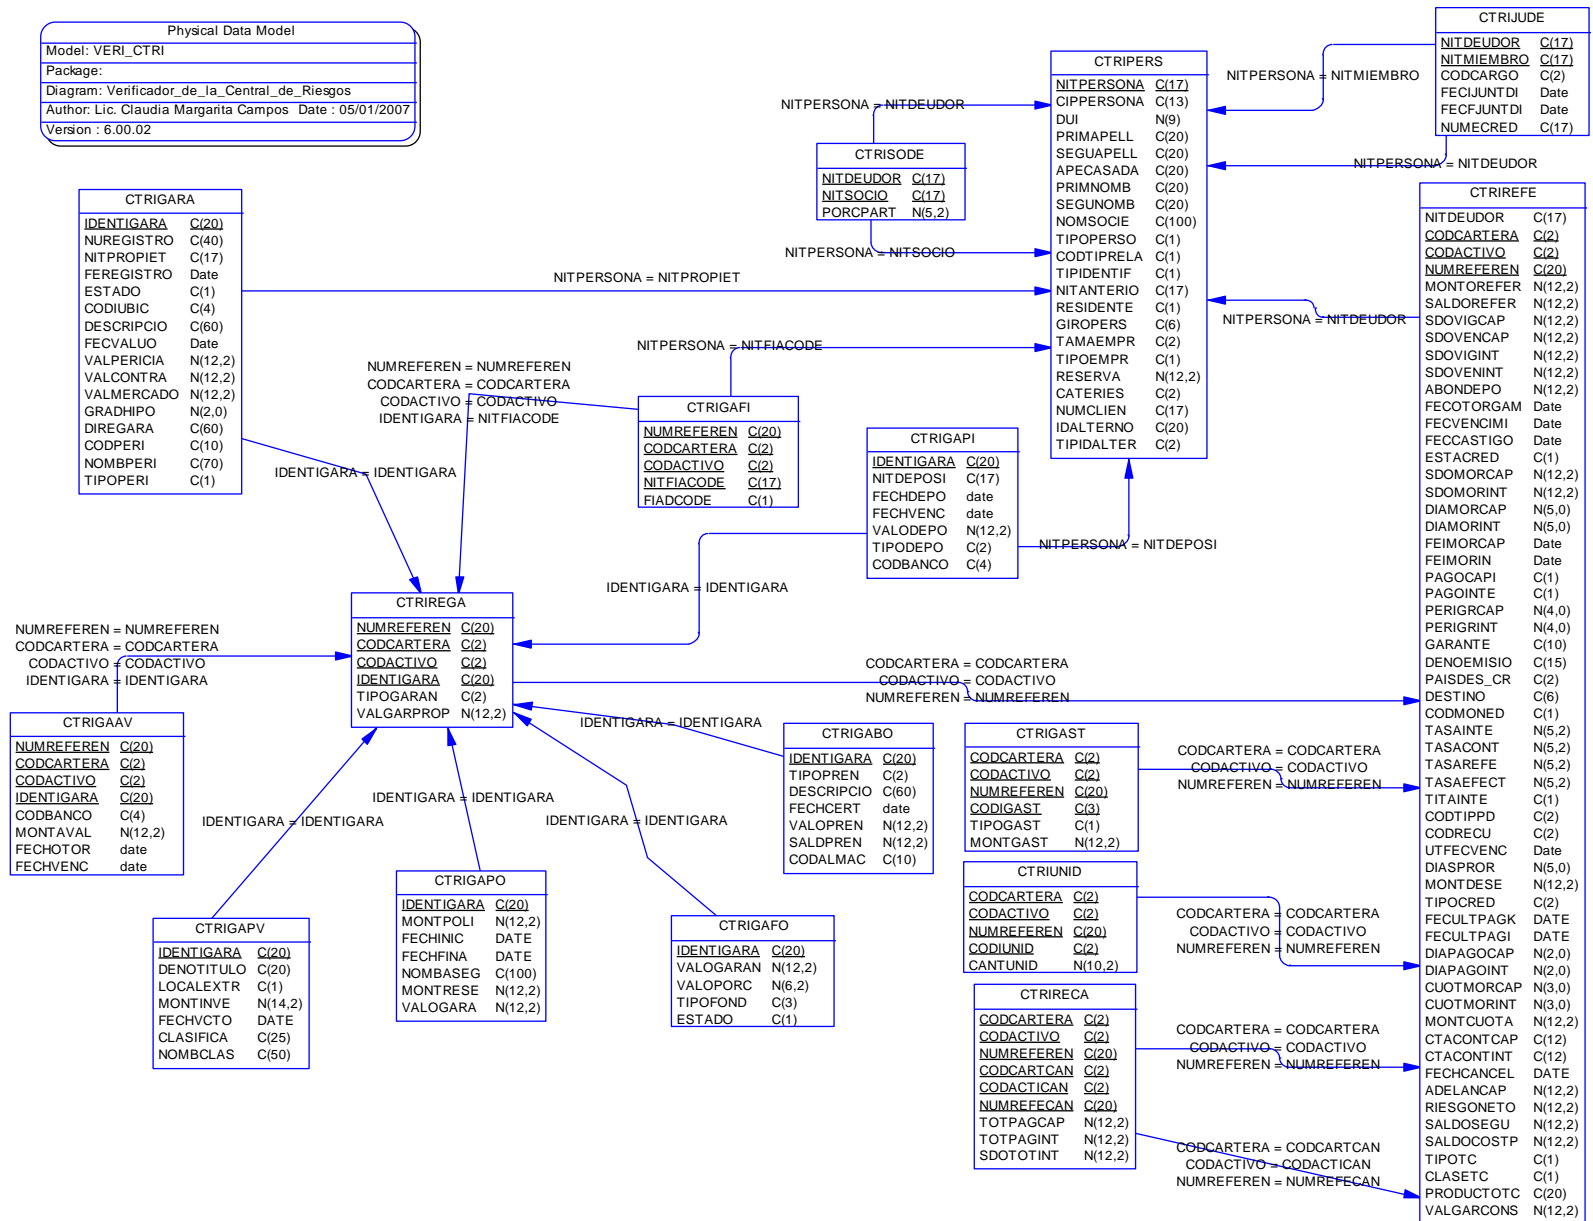 Physical Data Model
Model: VERI_CTRI
Package:
Diagram: Verificador_de_la_Central_de_Riesgos
Author: Lic. Claudia Margarita Campos Date : 05/01/2007
Version : 6.00.02
CTRIJUDE
NITDEUDOR C(17)
NITMIEMBRO C(17)
CODCARGO C(2)
FECIJUNTDI Date
FECFJUNTDI Date
NUMECRED C(17)
NITPERSONA = NITMIEMBRO
NITPERSONA = NITDEUDOR
CTRIPERS
NITPERSONA C(17)
CIPPERSONA C(13)
DUI N(9)
PRIMAPELL C(20)
SEGUAPELL C(20)
APECASADA C(20)
PRIMNOMB C(20)
SEGUNOMB C(20)
NOMSOCIE C(100)
TIPOPERSO C(1)
CODTIPRELA C(1)
TIPIDENTIF C(1)
NITANTERIO C(17)
RESIDENTE C(1)
GIROPERS C(6)
TAMAEMPR C(2)
TIPOEMPR C(1)
RESERVA N(12,2)
CATERIES C(2)
NUMCLIEN C(17)
IDALTERNO C(20)
TIPIDALTER C(2)
NITPERSONA = NITDEUDOR
CTRISODE
NITDEUDOR C(17)
NITSOCIO C(17)
PORCPART N(5,2)
NITPERSONA = NITSOCIO
CTRIGARA
IDENTIGARA C(20)
NUREGISTRO C(40)
NITPROPIET C(17)
FEREGISTRO Date
ESTADO C(1)
CODIUBIC C(4)
DESCRIPCIO C(60)
FECVALUO Date
VALPERICIA N(12,2)
VALCONTRA N(12,2)
VALMERCADO N(12,2)
GRADHIPO N(2,0)
DIREGARA C(60)
CODPERI C(10)
NOMBPERI C(70)
TIPOPERI C(1)
NITPERSONA = NITPROPIET
IDENTIGARA = IDENTIGARA
NITPERSONA = NITFIACODE
NUMREFEREN = NUMREFEREN
CODCARTERA = CODCARTERA
CODACTIVO = CODACTIVO
IDENTIGARA = NITFIACODE
CTRIGAFI
NUMREFEREN C(20)
CODCARTERA C(2)
CODACTIVO C(2)
NITFIACODE C(17)
FIADCODE C(1)
CTRIGAPI
IDENTIGARA C(20)
NITDEPOSI C(17)
FECHDEPO date
FECHVENC date
VALODEPO N(12,2)
TIPODEPO C(2)
CODBANCO C(4)
NITPERSONA = NITDEPOSI
IDENTIGARA = IDENTIGARA
NITPERSONA = NITDEUDOR
CTRIREFE
NITDEUDOR C(17)
CODCARTERA C(2)
CODACTIVO C(2)
NUMREFEREN C(20)
MONTOREFER N(12,2)
SALDOREFER N(12,2)
SDOVIGCAP N(12,2)
SDOVENCAP N(12,2)
SDOVIGINT N(12,2)
SDOVENINT N(12,2)
ABONDEPO N(12,2)
FECOTORGAM Date
FECVENCIMI Date
FECCASTIGO Date
ESTACRED C(1)
SDOMORCAP N(12,2)
SDOMORINT N(12,2)
DIAMORCAP N(5,0)
DIAMORINT N(5,0)
FEIMORCAP Date
FEIMORIN Date
PAGOCAPI C(1)
PAGOINTE C(1)
PERIGRCAP N(4,0)
PERIGRINT N(4,0)
GARANTE C(10)
DENOEMISIO C(15)
PAISDES_CR C(2)
DESTINO C(6)
CODMONED C(1)
TASAINTE N(5,2)
TASACONT N(5,2)
TASAREFE N(5,2)
TASAEFECT N(5,2)
TITAINTE C(1)
CODTIPPD C(2)
CODRECU C(2)
UTFECVENC Date
DIASPROR N(5,0)
MONTDESE N(12,2)
TIPOCRED C(2)
FECULTPAGK DATE
FECULTPAGI DATE
DIAPAGOCAP N(2,0)
DIAPAGOINT N(2,0)
CUOTMORCAP N(3,0)
CUOTMORINT N(3,0)
MONTCUOTA N(12,2)
CTACONTCAP C(12)
CTACONTINT C(12)
FECHCANCEL DATE
ADELANCAP N(12,2)
RIESGONETO N(12,2)
SALDOSEGU N(12,2)
SALDOCOSTP N(12,2)
TIPOTC C(1)
CLASETC C(1)
PRODUCTOTC C(20)
VALGARCONS N(12,2)
CTRIREGA
NUMREFEREN C(20)
CODCARTERA C(2)
CODACTIVO C(2)
IDENTIGARA C(20)
TIPOGARAN C(2)
VALGARPROP N(12,2)
NUMREFEREN = NUMREFEREN
CODCARTERA = CODCARTERA
CODACTIVO = CODACTIVO
IDENTIGARA = IDENTIGARA
CODCARTERA = CODCARTERA
CODACTIVO = CODACTIVO
NUMREFEREN = NUMREFEREN
CTRIGAAV
NUMREFEREN C(20)
CODCARTERA C(2)
CODACTIVO C(2)
IDENTIGARA C(20)
CODBANCO C(4)
MONTAVAL N(12,2)
FECHOTOR date
FECHVENC date
IDENTIGARA = IDENTIGARA
IDENTIGARA = IDENTIGARA
IDENTIGARA = IDENTIGARA
IDENTIGARA = IDENTIGARA
CTRIGABO
IDENTIGARA C(20)
TIPOPREN C(2)
DESCRIPCIO C(60)
FECHCERT date
VALOPREN N(12,2)
SALDPREN N(12,2)
CODALMAC C(10)
CTRIGAST
CODCARTERA C(2)
CODACTIVO C(2)
NUMREFEREN C(20)
CODIGAST C(3)
TIPOGAST C(1)
MONTGAST N(12,2)
CODCARTERA = CODCARTERA
CODACTIVO = CODACTIVO
NUMREFEREN = NUMREFEREN
CTRIUNID
CODCARTERA C(2)
CODACTIVO C(2)
NUMREFEREN C(20)
CODIUNID C(2)
CANTUNID N(10,2)
CODCARTERA = CODCARTERA
CODACTIVO = CODACTIVO
NUMREFEREN = NUMREFEREN
CTRIGAPV
IDENTIGARA C(20)
DENOTITULO C(20)
LOCALEXTR C(1)
MONTINVE N(14,2)
FECHVCTO DATE
CLASIFICA C(25)
NOMBCLAS C(50)
CTRIGAPO
IDENTIGARA C(20)
MONTPOLI N(12,2)
FECHINIC DATE
FECHFINA DATE
NOMBASEG C(100)
MONTRESE N(12,2)
VALOGARA N(12,2)
CTRIGAFO
IDENTIGARA C(20)
VALOGARAN N(12,2)
VALOPORC N(6,2)
TIPOFOND C(3)
ESTADO C(1)
CTRIRECA
CODCARTERA C(2)
CODACTIVO C(2)
NUMREFEREN C(20)
CODCARTCAN C(2)
CODACTICAN C(2)
NUMREFECAN C(20)
TOTPAGCAP N(12,2)
TOTPAGINT N(12,2)
SDOTOTINT N(12,2)
CODCARTERA = CODCARTERA
CODACTIVO = CODACTIVO
NUMREFEREN = NUMREFEREN
CODCARTERA = CODCARTCAN
CODACTIVO = CODACTICAN
NUMREFEREN = NUMREFECAN